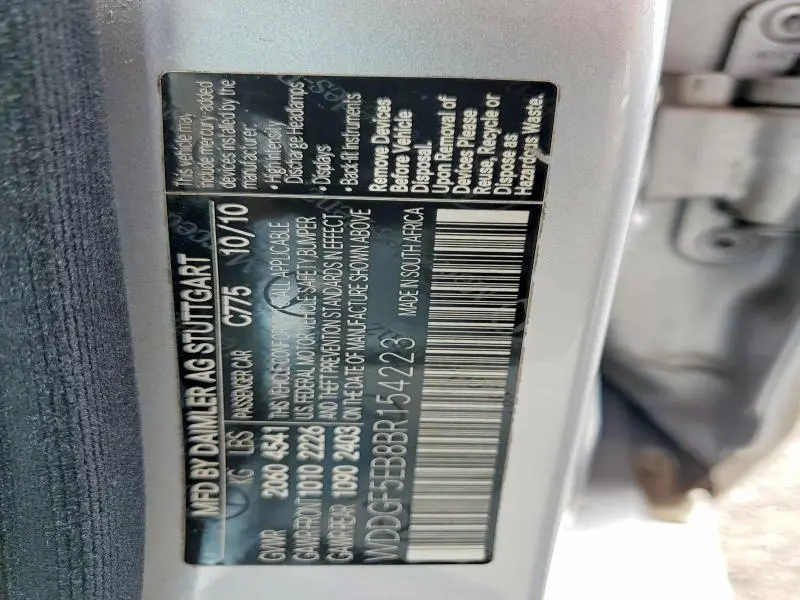 MFD BY DAIMLER AG STUTTGART
KG LBS PASSENGER CAR C775 10/10
GVWR 2060 4541 THIS VEHICLE CONFORMS TO ALL APPLICABLE
GAWR FRONT 1010 2226 U.S. FEDERAL MOTOR VEHICLE SAFETY, BUMPER
GAWR REAR 1090 2403 AND THEFT PREVENTION STANDARDS IN EFFECT
ON THE DATE OF MANUFACTURE SHOWN ABOVE
WDDGF5EB8BR154223 MADE IN SOUTH AFRICA
This vehicle may
include mercury-added
devices installed by the
manufacturer:
• High Intensity
Discharge Headlamps
• Displays
• Back-lit Instruments
Remove Devices
Before Vehicle
Disposal.
Upon Removal of
Devices Please
Reuse, Recycle or
Dispose as
Hazardous Waste.